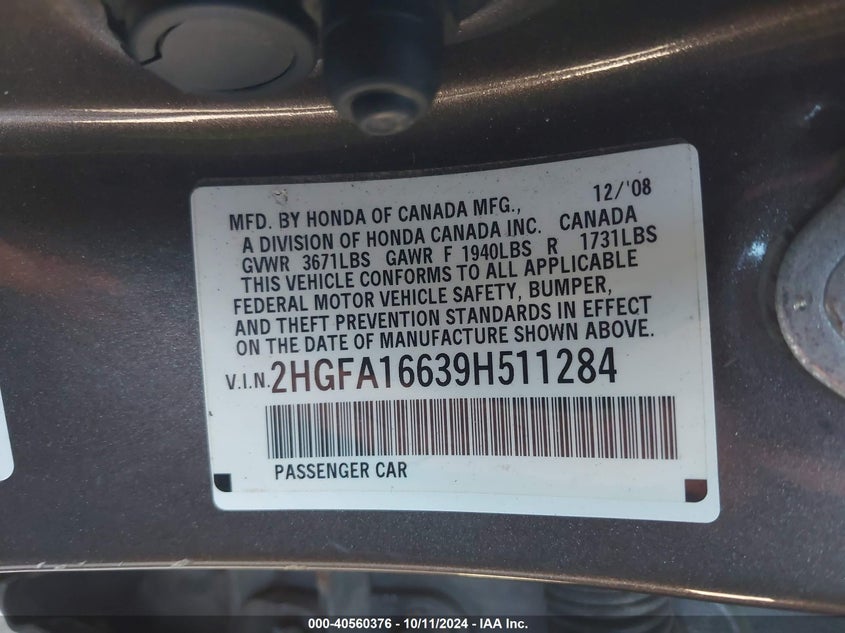 12/'08
MFD. BY HONDA OF CANADA MFG.,
A DIVISION OF HONDA CANADA INC. CANADA
GVWR 3671LBS GAWR F 1940LBS R 1731LBS
THIS VEHICLE CONFORMS TO ALL APPLICABLE
FEDERAL MOTOR VEHICLE SAFETY, BUMPER,
AND THEFT PREVENTION STANDARDS IN EFFECT
ON THE DATE OF MANUFACTURE SHOWN ABOVE.
V.I.N. 2HGFA16639H511284
PASSENGER CAR
000-40560376 - 10/11/2024 - IAA Inc.